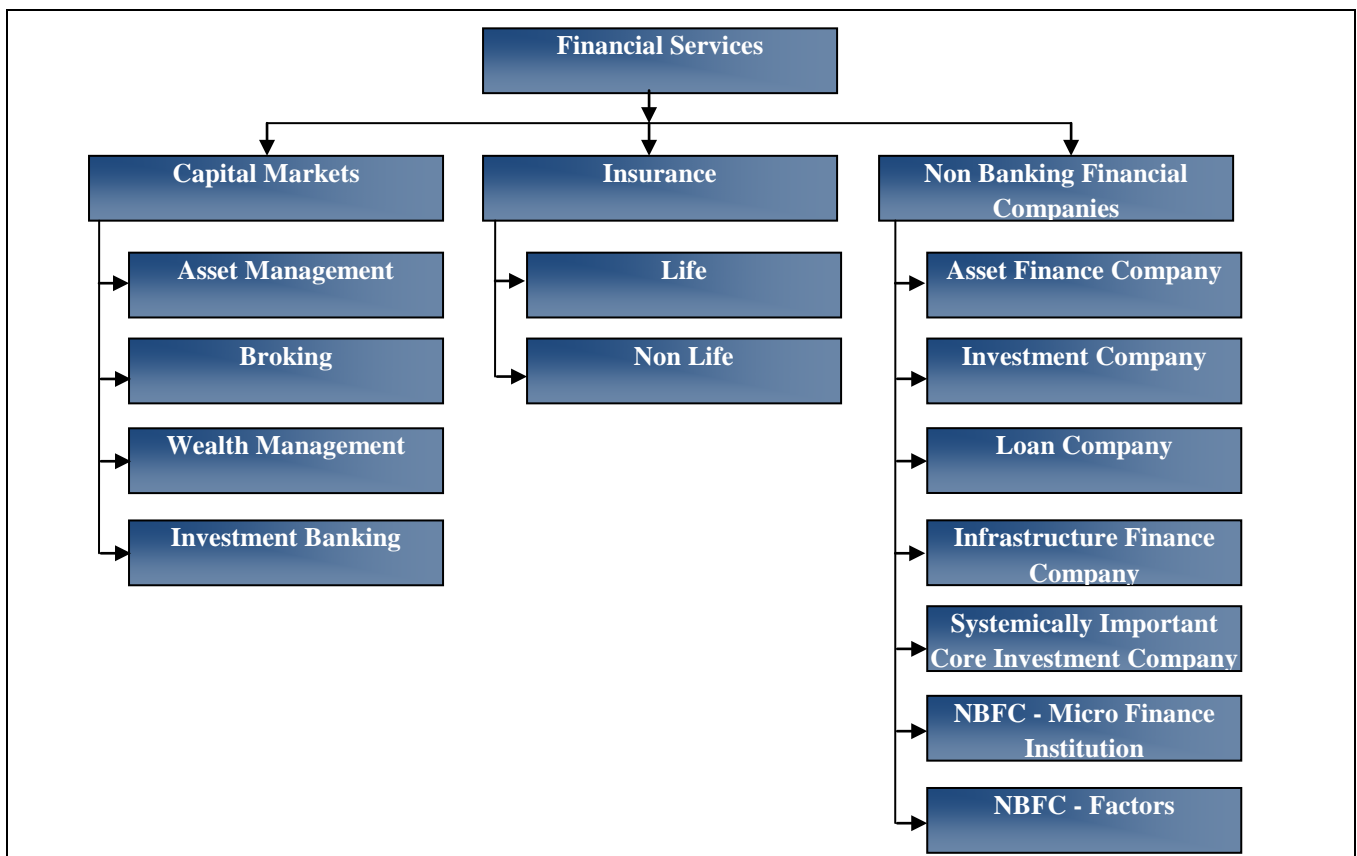 Financial Services
Capital Markets
Insurance
Non Banking Financial
Companies
Asset Management
Broking
Wealth Management
Investment Banking
Life
Non Life
Asset Finance Company
Investment Company
Loan Company
Infrastructure Finance
Company
Systemically Important
Core Investment Company
NBFC - Micro Finance
Institution
NBFC - Factors